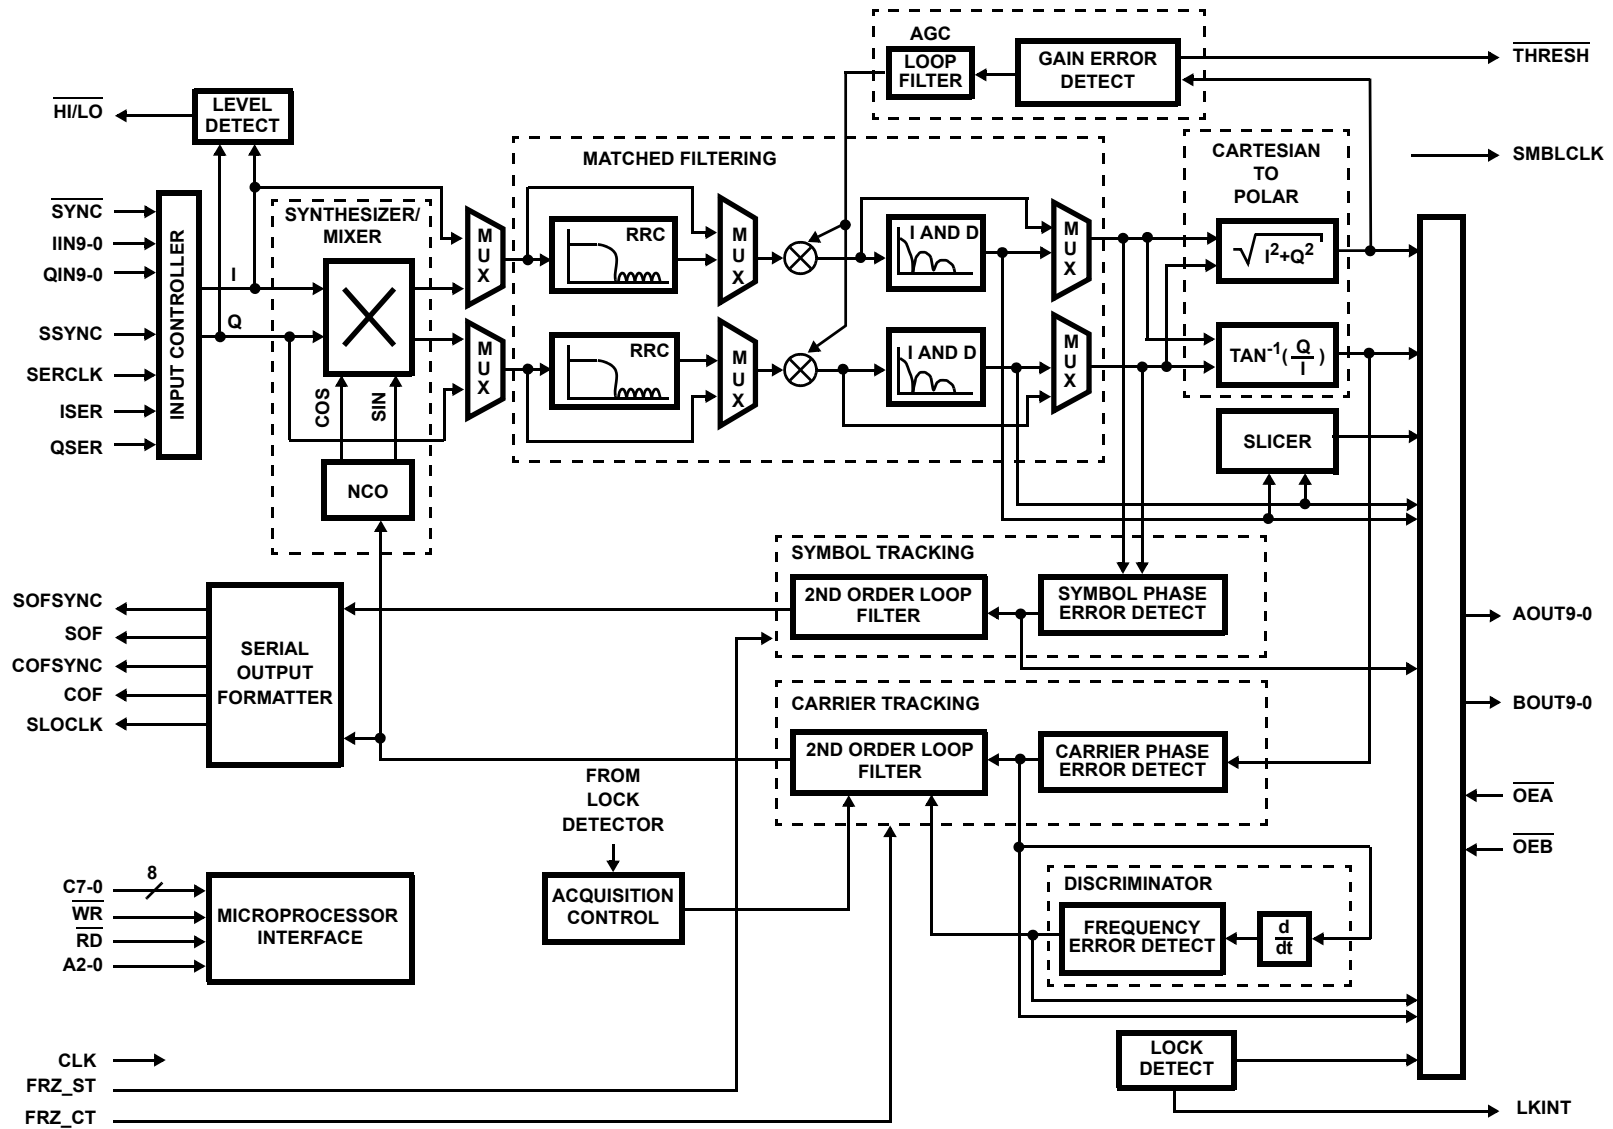 AGC
LOOP
FILTER
GAIN ERROR
DETECT
THRESH
HI/LO
LEVEL
DETECT
MATCHED FILTERING
CARTESIAN
TO
POLAR
SMBLCLK
SYNC
IIN9-0
QIN9-0
SSYNC
SERCLK
ISER
QSER
INPUT CONTROLLER
I
Q
SYNTHESIZER/
MIXER
COS
SIN
NCO
MUX
MUX
RRC
RRC
MUX
MUX
I AND D
I AND D
MUX
MUX
√ I²+Q²
TAN⁻¹(Q/I)
SLICER
SYMBOL TRACKING
2ND ORDER LOOP
FILTER
SYMBOL PHASE
ERROR DETECT
SOFSYNC
SOF
COFSYNC
COF
SLOCLK
SERIAL
OUTPUT
FORMATTER
AOUT9-0
BOUT9-0
OEA
OEB
CARRIER TRACKING
2ND ORDER LOOP
FILTER
CARRIER PHASE
ERROR DETECT
FROM
LOCK
DETECTOR
ACQUISITION
CONTROL
DISCRIMINATOR
FREQUENCY
ERROR DETECT
d
dt
C7-0
8
WR
RD
A2-0
MICROPROCESSOR
INTERFACE
LOCK
DETECT
CLK
FRZ_ST
FRZ_CT
LKINT